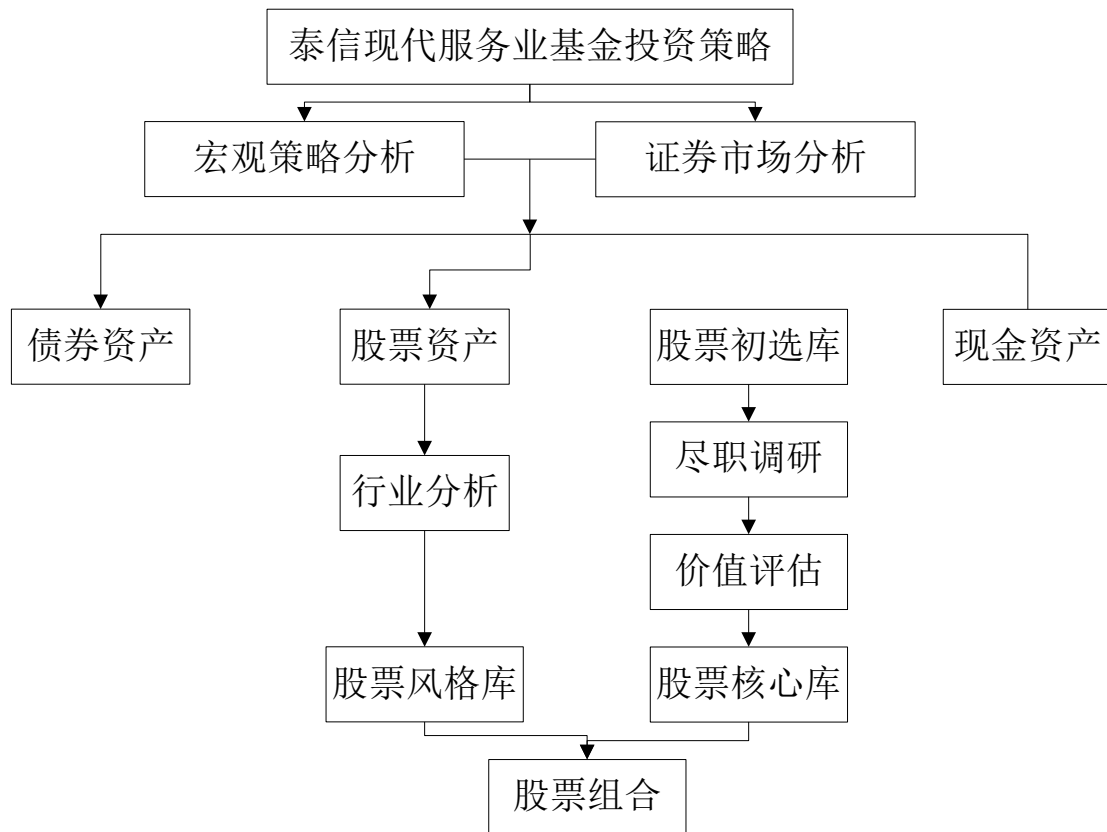 泰信现代服务业基金投资策略
宏观策略分析
证券市场分析
债券资产
股票资产
股票初选库
现金资产
行业分析
尽职调研
价值评估
股票风格库
股票核心库
股票组合